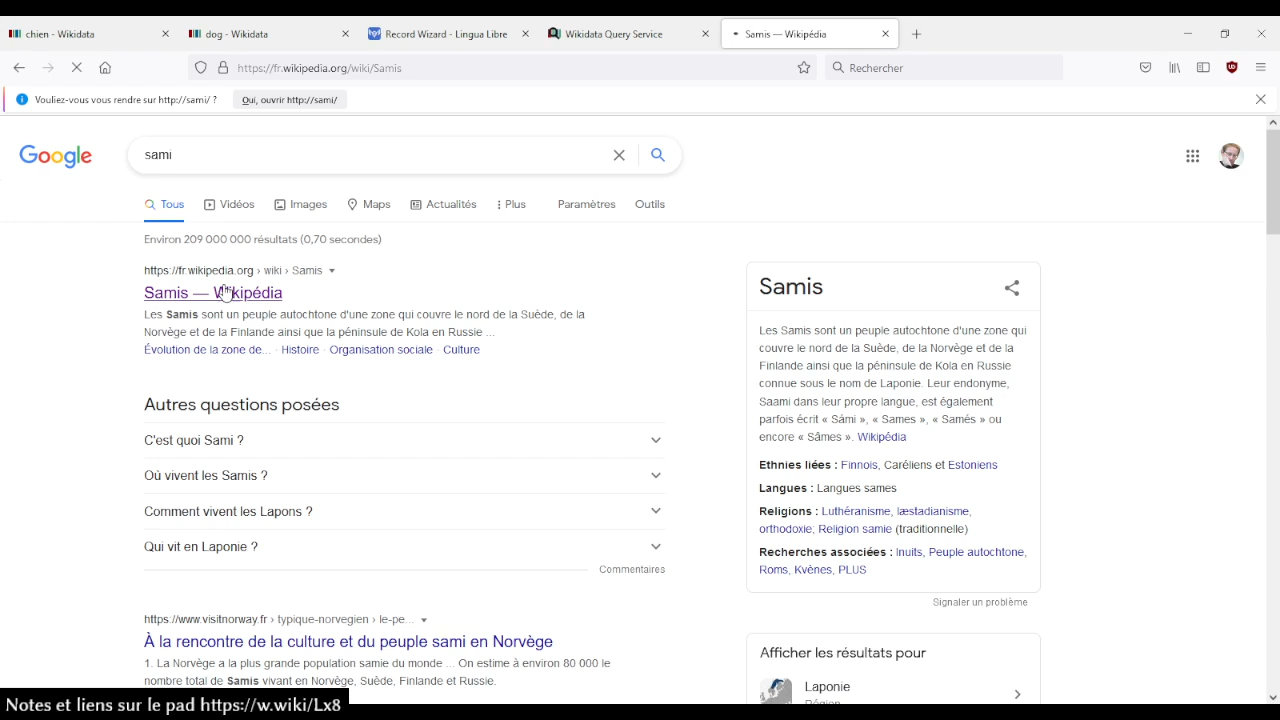 chien - Wikidata
dog - Wikidata
Record Wizard - Lingua Libre
Wikidata Query Service
Samis — Wikipédia
https://fr.wikipedia.org/wiki/Samis
Rechercher
Vouliez-vous vous rendre sur http://sami/ ?
Oui, ouvrir http://sami/
Google
sami
Tous
Vidéos
Images
Maps
Actualités
Plus
Paramètres
Outils
Environ 209 000 000 résultats (0,70 secondes)
https://fr.wikipedia.org › wiki › Samis
Samis — Wikipédia
Les Samis sont un peuple autochtone d'une zone qui couvre le nord de la Suède, de la
Norvège et de la Finlande ainsi que la péninsule de Kola en Russie ...
Évolution de la zone de... · Histoire · Organisation sociale · Culture
Autres questions posées
C'est quoi Sami ?
Où vivent les Samis ?
Comment vivent les Lapons ?
Qui vit en Laponie ?
Commentaires
https://www.visitnorway.fr › typique-norvegien › le-pe...
À la rencontre de la culture et du peuple sami en Norvège
1. La Norvège a la plus grande population samie du monde ... On estime à environ 80 000 le
nombre total de Samis vivant en Norvège, Suède, Finlande et Russie.
Samis
Les Samis sont un peuple autochtone d'une zone qui
couvre le nord de la Suède, de la Norvège et de la
Finlande ainsi que la péninsule de Kola en Russie
connue sous le nom de Laponie. Leur endonyme,
Saami dans leur propre langue, est également
parfois écrit « Sámi », « Sames », « Samés » ou
encore « Sâmes ». Wikipédia
Ethnies liées : Finnois, Caréliens et Estoniens
Langues : Langues sames
Religions : Luthéranisme, læstadianisme,
orthodoxie; Religion samie (traditionnelle)
Recherches associées : Inuits, Peuple autochtone,
Roms, Kvènes, PLUS
Signaler un problème
Afficher les résultats pour
Laponie
Région
Notes et liens sur le pad https://w.wiki/Lx8